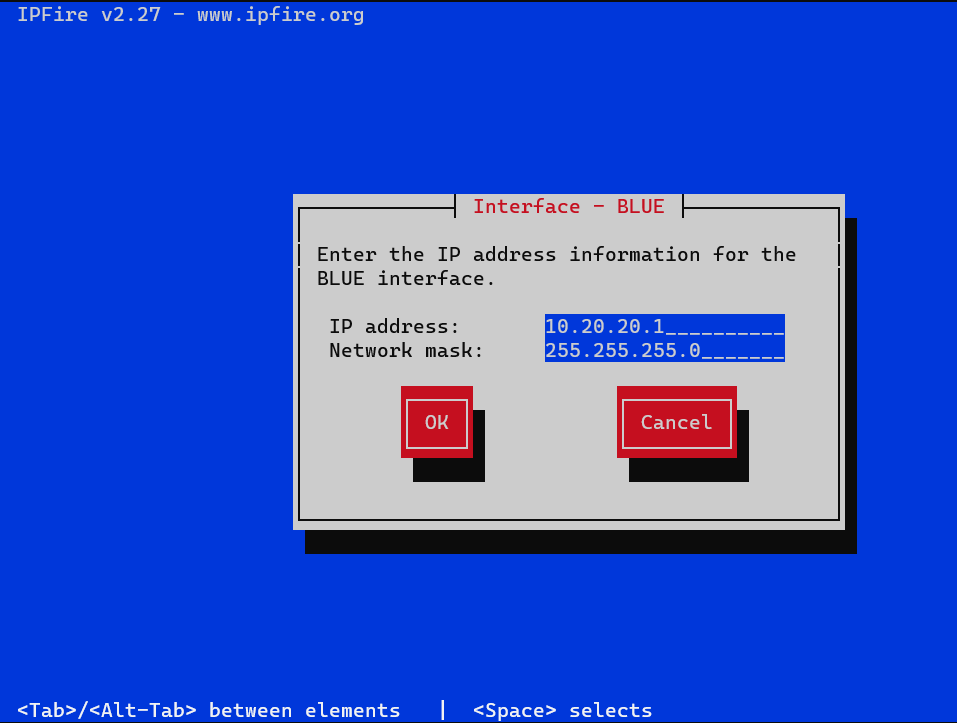 IPFire v2.27 - www.ipfire.org
Interface - BLUE
Enter the IP address information for the
BLUE interface.
IP address: 10.20.20.1__________
Network mask: 255.255.255.0_______
OK Cancel
<Tab>/<Alt-Tab> between elements | <Space> selects